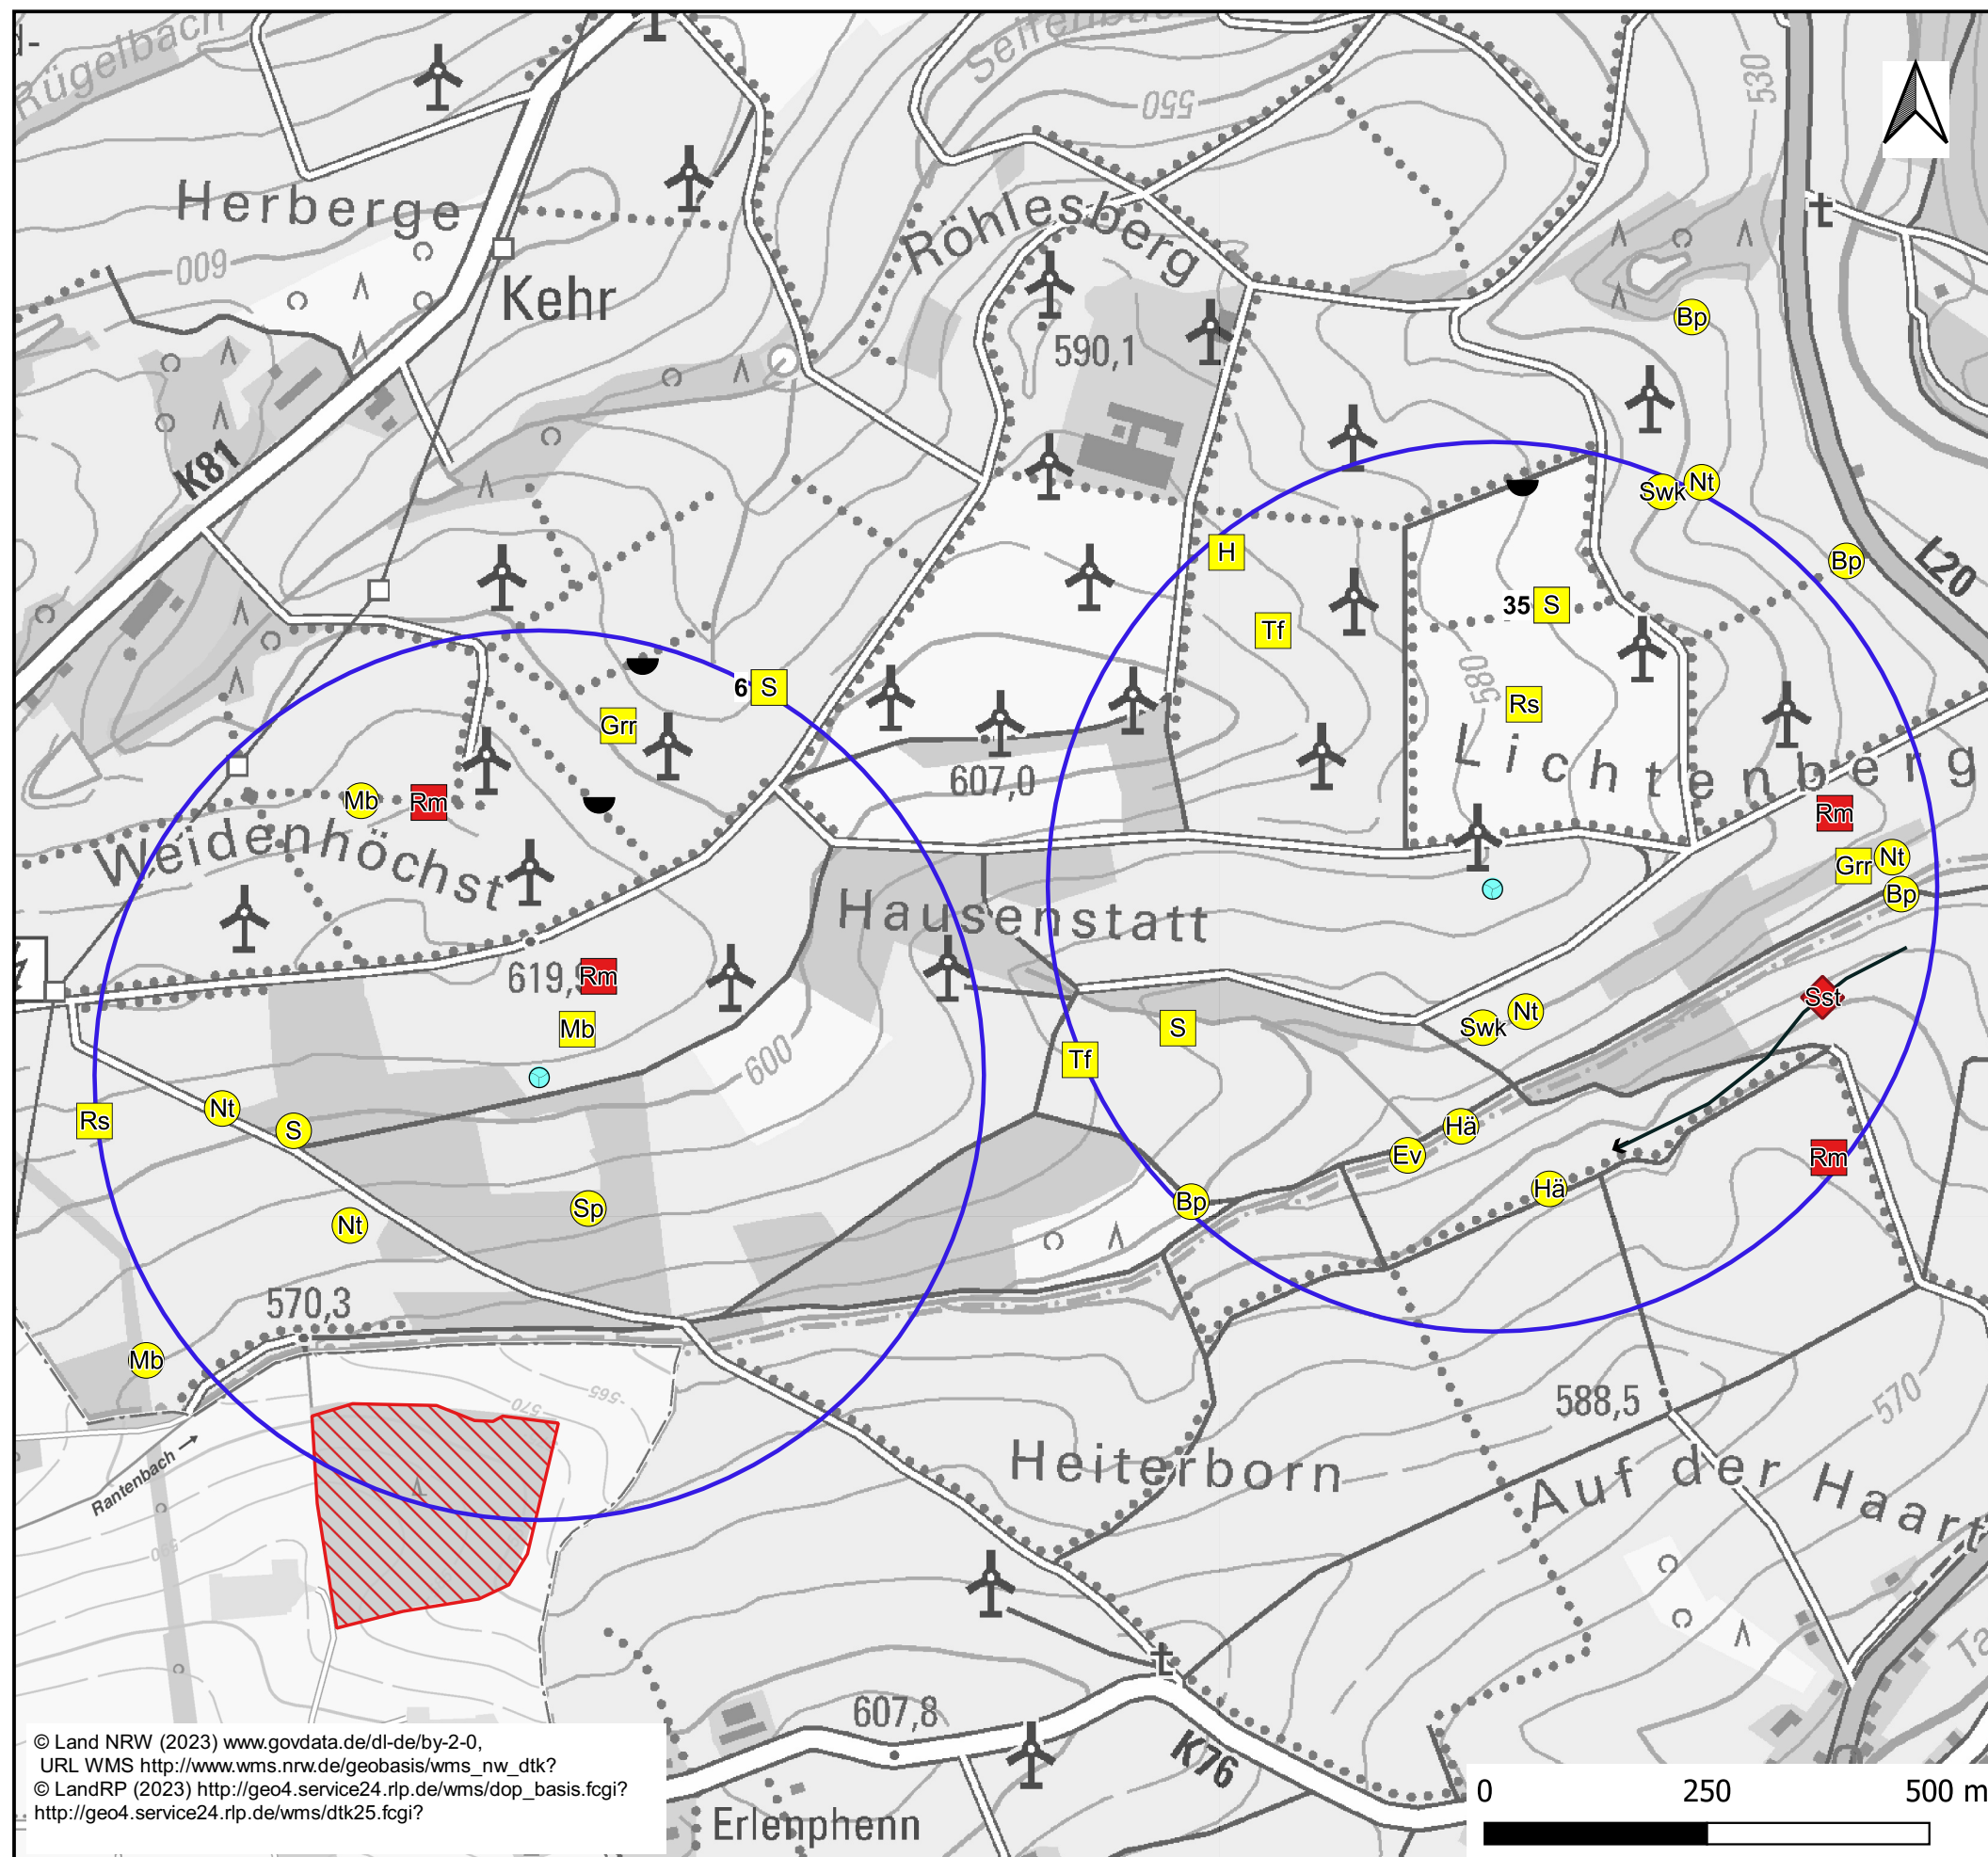 d-
Rügelbach
Seifenbac
550
530
Herberge
Röhlesberg
009
Kehr
590,1
Bp
K81
Swk
Nt
L20
H
Bp
35 S
Tf
580
Rs
6 S
Grr
Lichtenberg
607,0
Mb
Rm
Rm
Weidenhöchst
Grr
Nt
Bp
Hausenstatt
619,9
Rm
Sst
Mb
S
Swk
Nt
600
Tf
Rs
Nt
S
Hä
Ev
Rm
Hä
Sp
Bp
Nt
570,3
Mb
565
570
588,5
570
Heiterborn
Auf der Haart
Rantenbach
607,8
K76
Erlenphenn
© Land NRW (2023) www.govdata.de/dl-de/by-2-0,
URL WMS http://www.wms.nrw.de/geobasis/wms_nw_dtk?
© LandRP (2023) http://geo4.service24.rlp.de/wms/dop_basis.fcgi?
http://geo4.service24.rlp.de/wms/dtk25.fcgi?
0 250 500 m